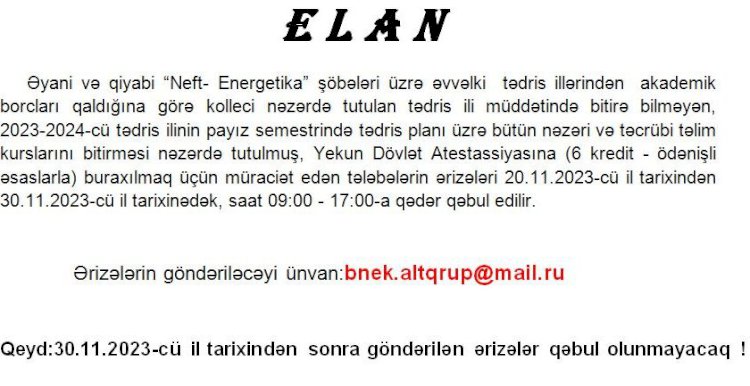 ELAN
Əyani və qiyabi “Neft- Energetika” şöbələri üzrə əvvəlki tədris illərindən akademik
borcları qaldığına görə kolleci nəzərdə tutulan tədris ili müddətində bitirə bilməyən,
2023-2024-cü tədris ilinin payız semestrində tədris planı üzrə bütün nəzəri və təcrübi təlim
kurslarını bitirməsi nəzərdə tutulmuş, Yekun Dövlət Atestassiyasına (6 kredit - ödənişli
əsaslarla) buraxılmaq üçün müraciət edən tələbələrin ərizələri 20.11.2023-cü il tarixindən
30.11.2023-cü il tarixinədək, saat 09:00 - 17:00-a qədər qəbul edilir.
Ərizələrin göndəriləcəyi ünvan:bnek.altqrup@mail.ru
Qeyd:30.11.2023-cü il tarixindən sonra göndərilən ərizələr qəbul olunmayacaq !